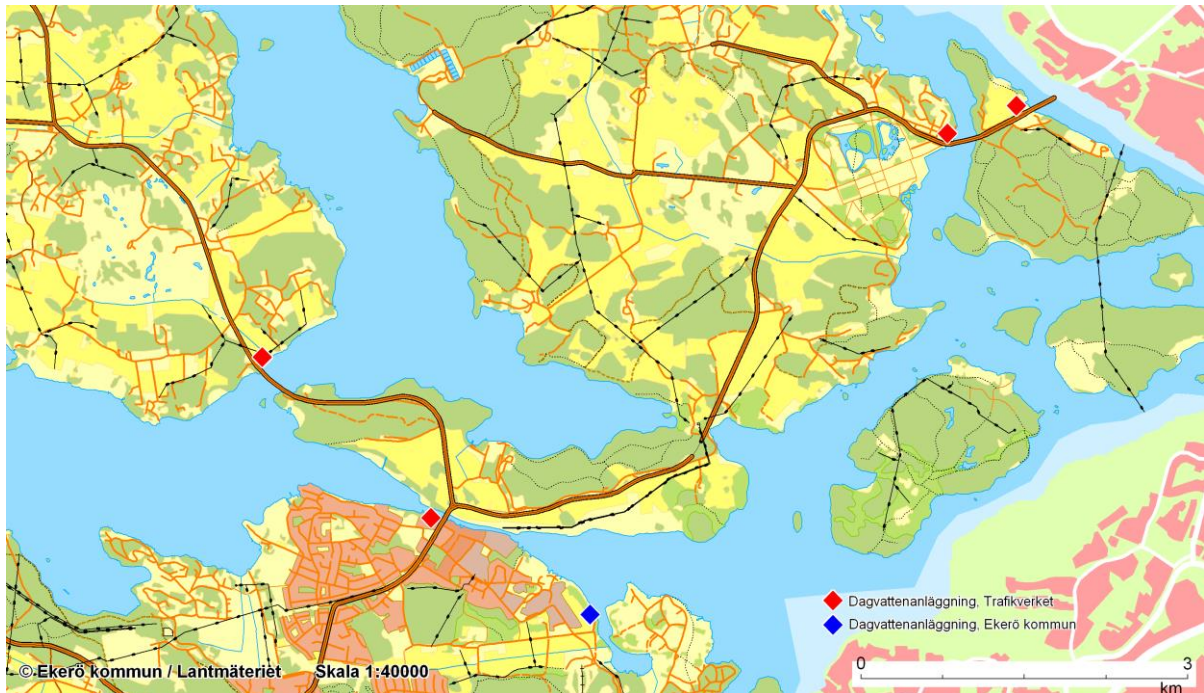 Dagvattenanläggning, Trafikverket
Dagvattenanläggning, Ekerö kommun
© Ekerö kommun / Lantmäteriet Skala 1:40000
0 3
km